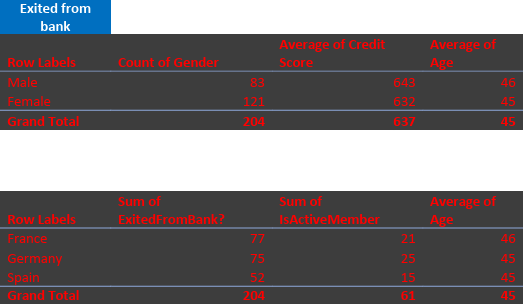 Exited from
bank
Average of Credit Average of
Row Labels Count of Gender Score Age
Male 83 643 46
Female 121 632 45
Grand Total 204 637 45
Sum of Sum of Average of
Row Labels ExitedFromBank? IsActiveMember Age
France 77 21 46
Germany 75 25 45
Spain 52 15 45
Grand Total 204 61 45